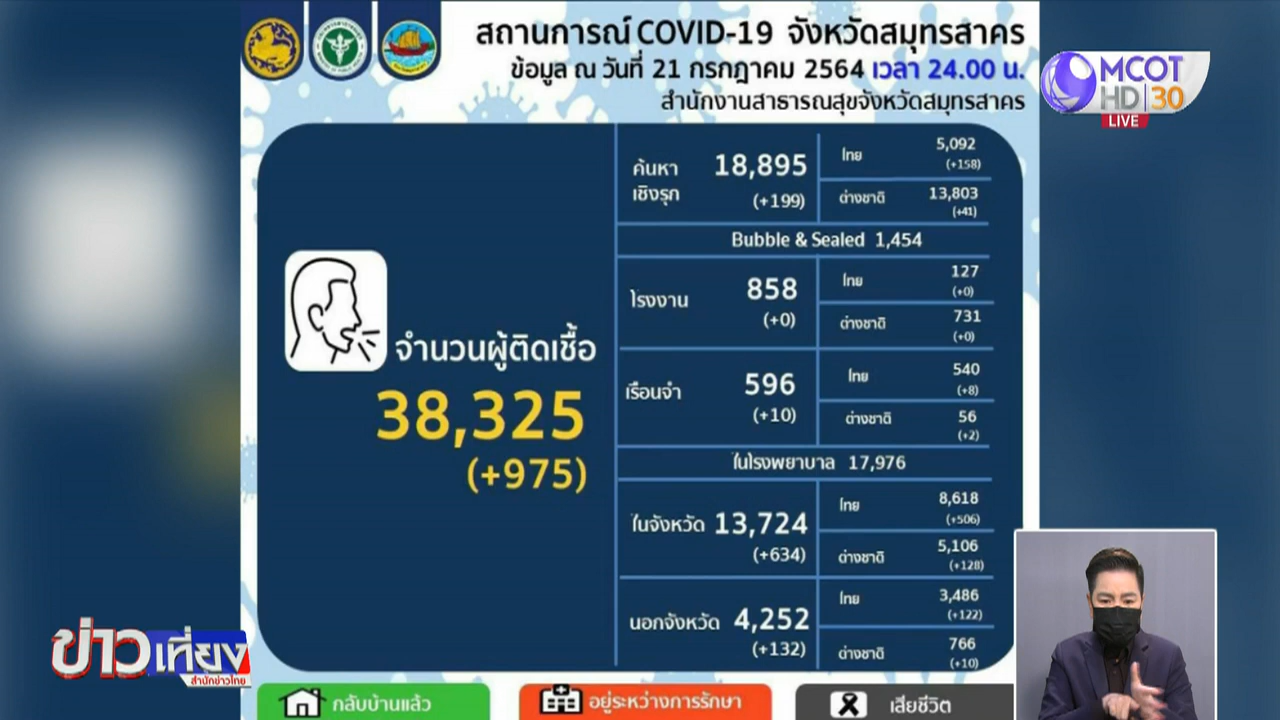 สถานการณ์ COVID-19 จังหวัดสมุทรสาคร
ข้อมูล ณ วันที่ 21 กรกฎาคม 2564 เวลา 24.00 น.
สำนักงานสาธารณสุขจังหวัดสมุทรสาคร
MCOT
HD 30
LIVE
จำนวนผู้ติดเชื้อ
38,325
(+975)
ค้นหา
เชิงรุก
18,895
(+199)
ไทย
5,092
(+158)
ต่างชาติ
13,803
(+41)
Bubble & Sealed 1,454
โรงงาน
858
(+0)
ไทย
127
(+0)
ต่างชาติ
731
(+0)
เรือนจำ
596
(+10)
ไทย
540
(+8)
ต่างชาติ
56
(+2)
ในโรงพยาบาล 17,976
ในจังหวัด
13,724
(+634)
ไทย
8,618
(+506)
ต่างชาติ
5,106
(+128)
นอกจังหวัด
4,252
(+132)
ไทย
3,486
(+122)
ต่างชาติ
766
(+10)
ข่าวเที่ยง
สำนักข่าวไทย
กลับบ้านแล้ว
อยู่ระหว่างการรักษา
เสียชีวิต